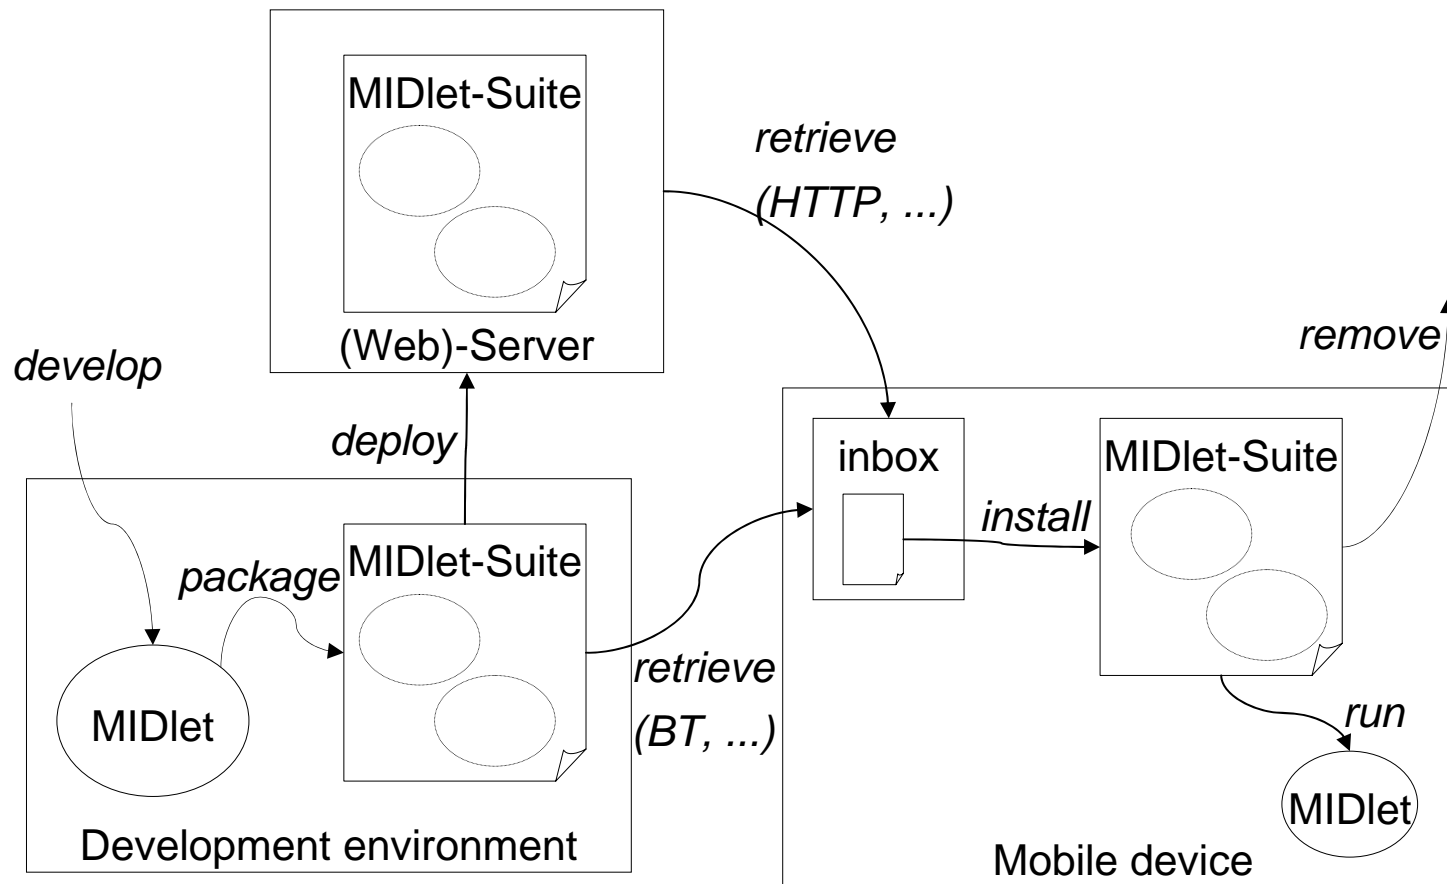 MIDlet-Suite
(Web)-Server
retrieve
(HTTP, ...)
develop
deploy
package
MIDlet
MIDlet-Suite
Development environment
retrieve
(BT, ...)
inbox
install
MIDlet-Suite
remove
run
MIDlet
Mobile device